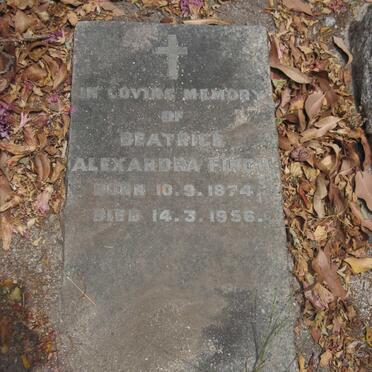 IN LOVING MEMORY
OF
BEATRICE
ALEXANDRA
BORN 10.9.1874.
DIED 14.3.1956.